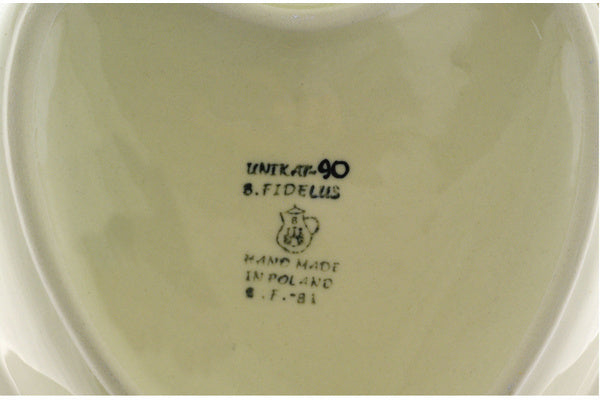 UNIKAT-90
B.FIDELUS
HAND MADE
IN POLAND
B.F.-81